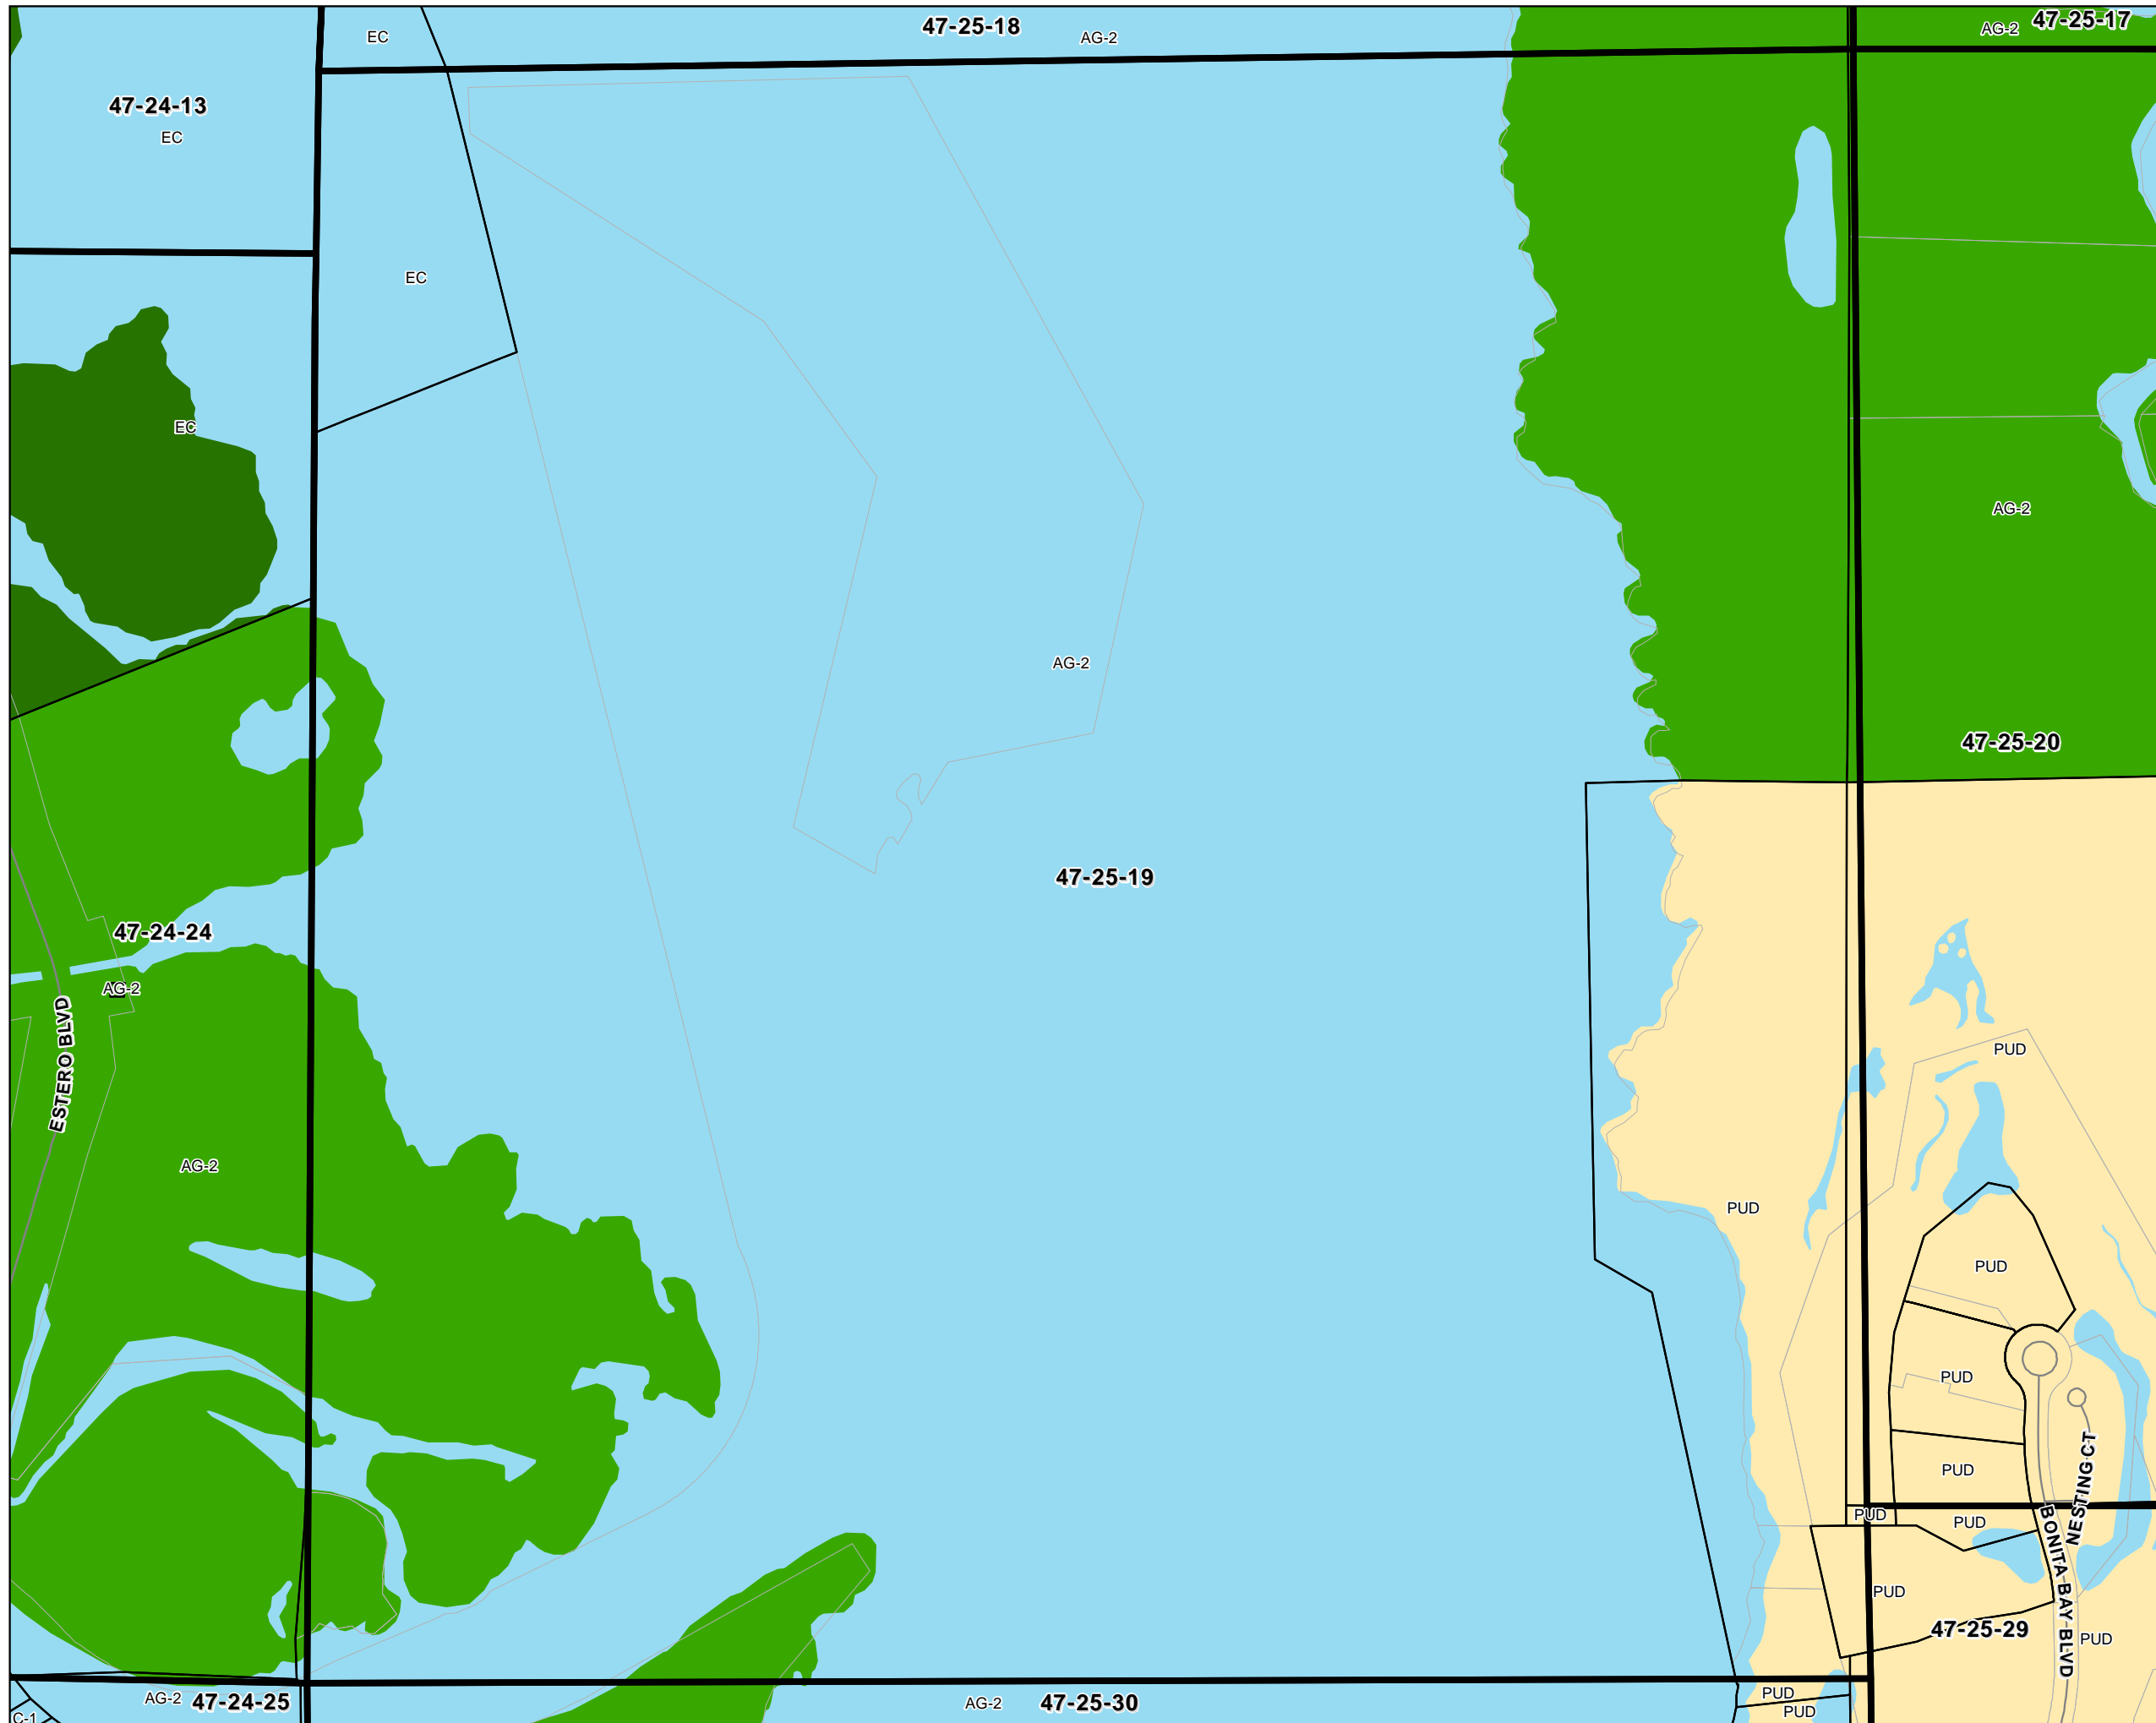 47-25-17
47-25-18
AG-2
EC
AG-2
47-24-13
EC
EC
EC
AG-2
AG-2
47-25-20
47-25-19
47-24-24
AG-2
ESTERO BLVD
PUD
AG-2
PUD
PUD
PUD
NESTING CT
PUD
PUD
PUD
BONITA BAY BLVD
PUD
47-25-29
PUD
PUD
AG-2
47-24-25
AG-2
47-25-30
PUD
C-1